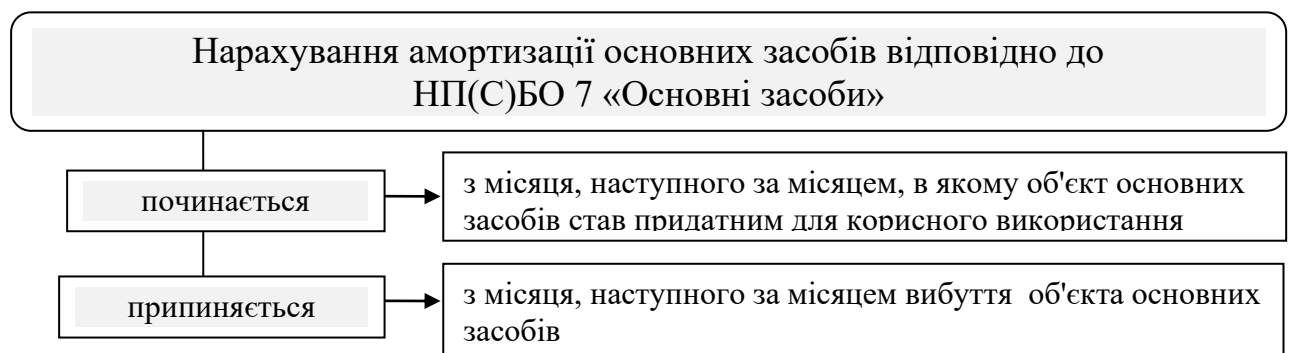 Нарахування амортизації основних засобів відповідно до
НП(С)БО 7 «Основні засоби»
починається
з місяця, наступного за місяцем, в якому об'єкт основних
засобів став придатним для корисного використання
припиняється
з місяця, наступного за місяцем вибуття об'єкта основних
засобів